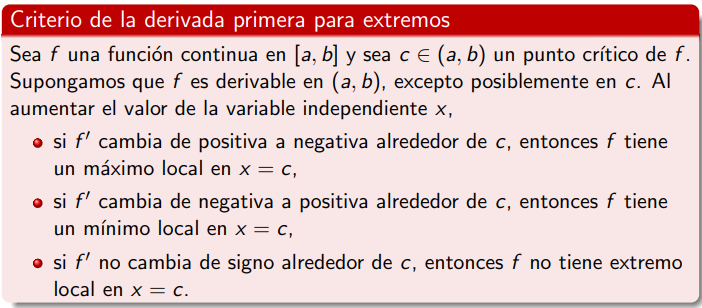 Criterio de la derivada primera para extremos
Sea f una función continua en [a, b] y sea c ∈ (a, b) un punto crítico de f.
Supongamos que f es derivable en (a, b), excepto posiblemente en c. Al
aumentar el valor de la variable independiente x,
si f′ cambia de positiva a negativa alrededor de c, entonces f tiene
un máximo local en x = c,
si f′ cambia de negativa a positiva alrededor de c, entonces f tiene
un mínimo local en x = c,
si f′ no cambia de signo alrededor de c, entonces f no tiene extremo
local en x = c.